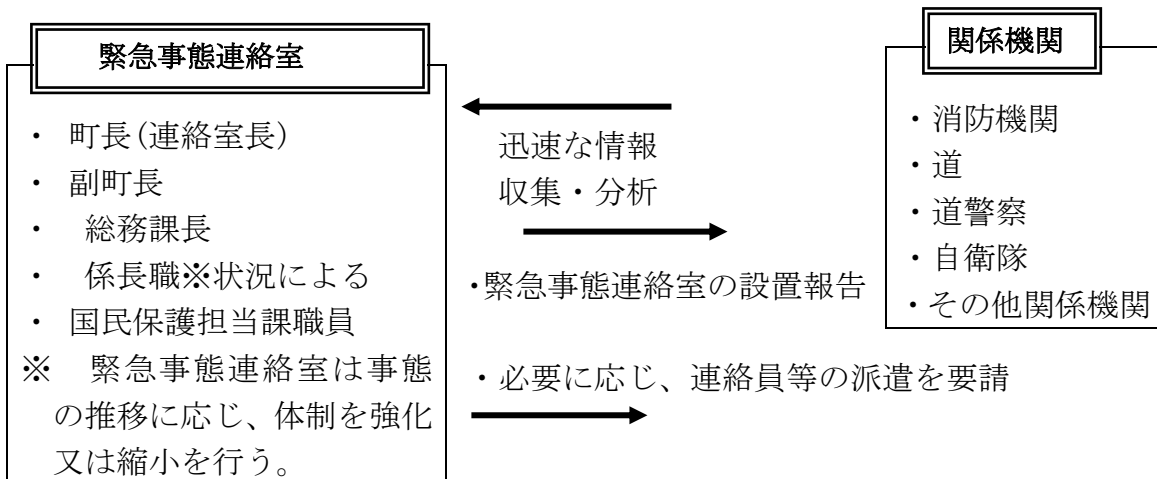 緊急事態連絡室
・ 町長(連絡室長)
・ 副町長
・ 総務課長
・ 係長職※状況による
・ 国民保護担当課職員
※ 緊急事態連絡室は事態
の推移に応じ、体制を強化
又は縮小を行う。
迅速な情報
収集・分析
・緊急事態連絡室の設置報告
・必要に応じ、連絡員等の派遣を要請
関係機関
・消防機関
・道
・道警察
・自衛隊
・その他関係機関